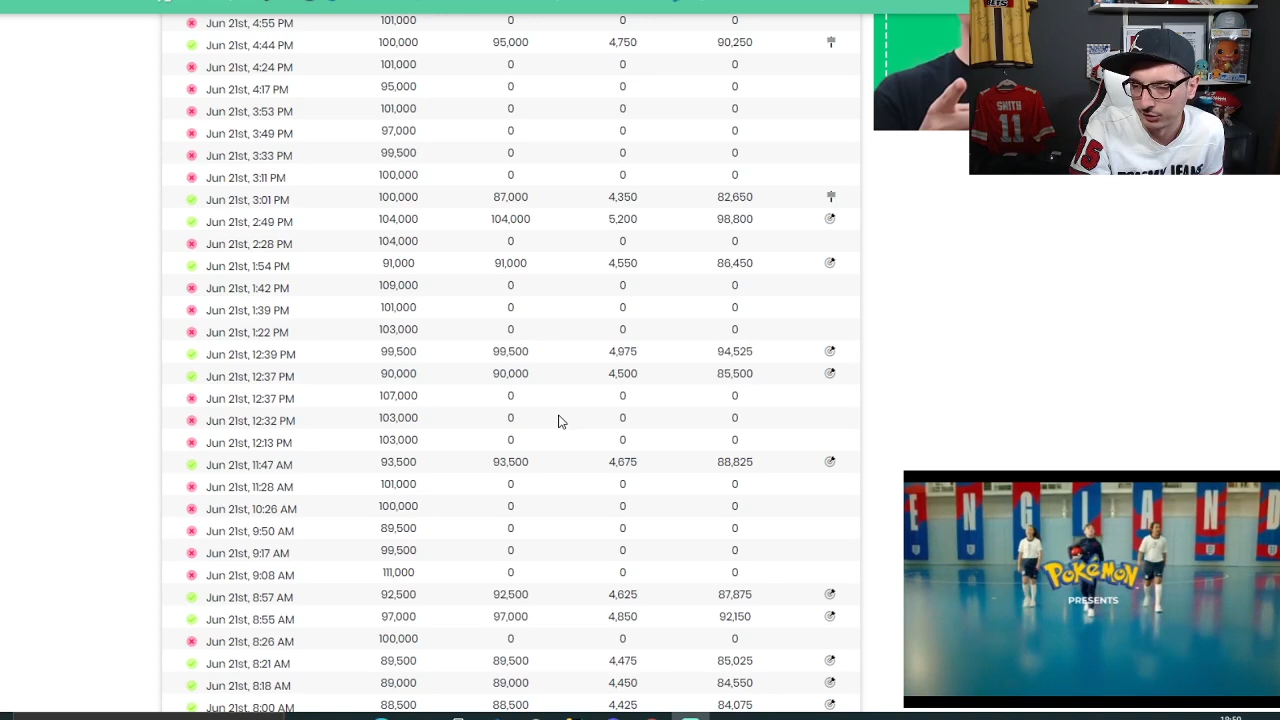 Jun 21st, 4:55 PM 101,000 0 0 0
Jun 21st, 4:44 PM 100,000 95,000 4,750 90,250
Jun 21st, 4:24 PM 101,000 0 0 0
Jun 21st, 4:17 PM 95,000 0 0 0
Jun 21st, 3:53 PM 101,000 0 0 0
Jun 21st, 3:49 PM 97,000 0 0 0
Jun 21st, 3:33 PM 99,500 0 0 0
Jun 21st, 3:11 PM 100,000 0 0 0
Jun 21st, 3:01 PM 100,000 87,000 4,350 82,650
Jun 21st, 2:49 PM 104,000 104,000 5,200 98,800
Jun 21st, 2:28 PM 104,000 0 0 0
Jun 21st, 1:54 PM 91,000 91,000 4,550 86,450
Jun 21st, 1:42 PM 109,000 0 0 0
Jun 21st, 1:39 PM 101,000 0 0 0
Jun 21st, 1:22 PM 103,000 0 0 0
Jun 21st, 12:39 PM 99,500 99,500 4,975 94,525
Jun 21st, 12:37 PM 90,000 90,000 4,500 85,500
Jun 21st, 12:37 PM 107,000 0 0 0
Jun 21st, 12:32 PM 103,000 0 0 0
Jun 21st, 12:13 PM 103,000 0 0 0
Jun 21st, 11:47 AM 93,500 93,500 4,675 88,825
Jun 21st, 11:28 AM 101,000 0 0 0
Jun 21st, 10:26 AM 100,000 0 0 0
Jun 21st, 9:50 AM 89,500 0 0 0
Jun 21st, 9:17 AM 99,500 0 0 0
Jun 21st, 9:08 AM 111,000 0 0 0
Jun 21st, 8:57 AM 92,500 92,500 4,625 87,875
Jun 21st, 8:55 AM 97,000 97,000 4,850 92,150
Jun 21st, 8:26 AM 100,000 0 0 0
Jun 21st, 8:21 AM 89,500 89,500 4,475 85,025
Jun 21st, 8:18 AM 89,000 89,000 4,450 84,550
Jun 21st, 8:00 AM 88,500 88,500 4,425 84,075
SMITH
11
15
TOMMY JEANS
E N G L A N D
POKéMON
PRESENTS